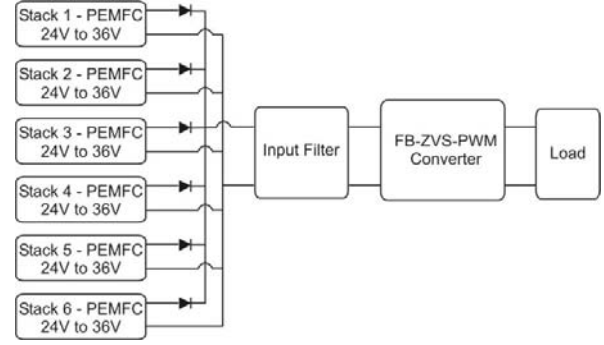 Stack 1 - PEMFC
24V to 36V
Stack 2 - PEMFC
24V to 36V
Stack 3 - PEMFC
24V to 36V
Stack 4 - PEMFC
24V to 36V
Stack 5 - PEMFC
24V to 36V
Stack 6 - PEMFC
24V to 36V
Input Filter
FB-ZVS-PWM
Converter
Load